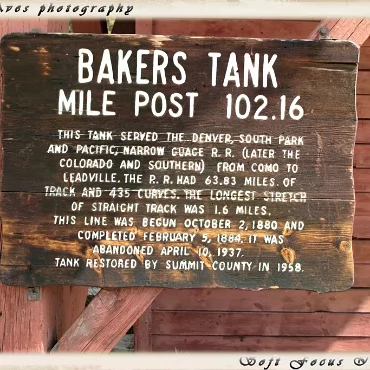 Aves photography
BAKERS TANK
MILE POST 102.16
THIS TANK SERVED THE DENVER, SOUTH PARK
AND PACIFIC, NARROW GUAGE R.R. (LATER THE
COLORADO AND SOUTHERN) FROM COMO TO
LEADVILLE. THE R.R. HAD 63.83 MILES. OF
TRACK AND 435 CURVES. THE LONGEST STRETCH
OF STRAIGHT TRACK WAS 1.6 MILES.
THIS LINE WAS BEGUN OCTOBER 2, 1880 AND
COMPLETED FEBRUARY 5, 1884. IT WAS
ABANDONED APRIL 10, 1937.
TANK RESTORED BY SUMMIT COUNTY IN 1958.
Soft Focus